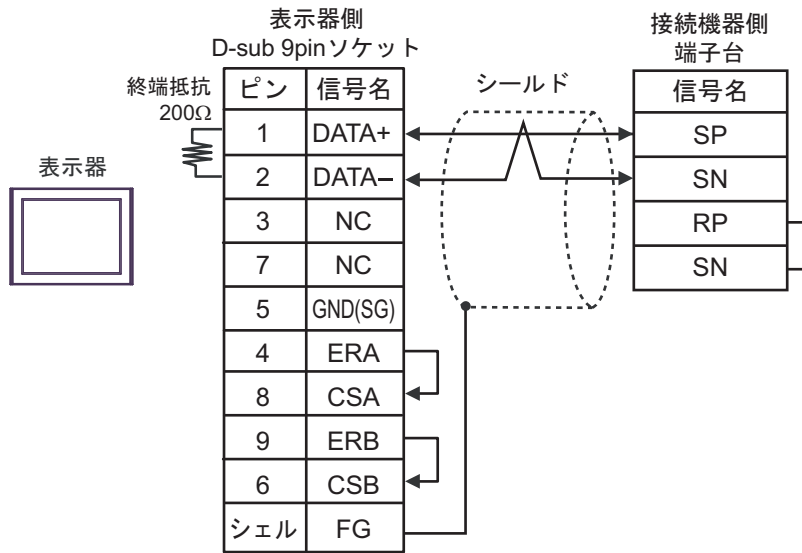 表示器側
D-sub 9pinソケット
接続機器側
端子台
終端抵抗
200Ω
シールド
表示器
ピン 信号名
1 DATA+
2 DATA−
3 NC
7 NC
5 GND(SG)
4 ERA
8 CSA
9 ERB
6 CSB
シェル FG
信号名
SP
SN
RP
SN